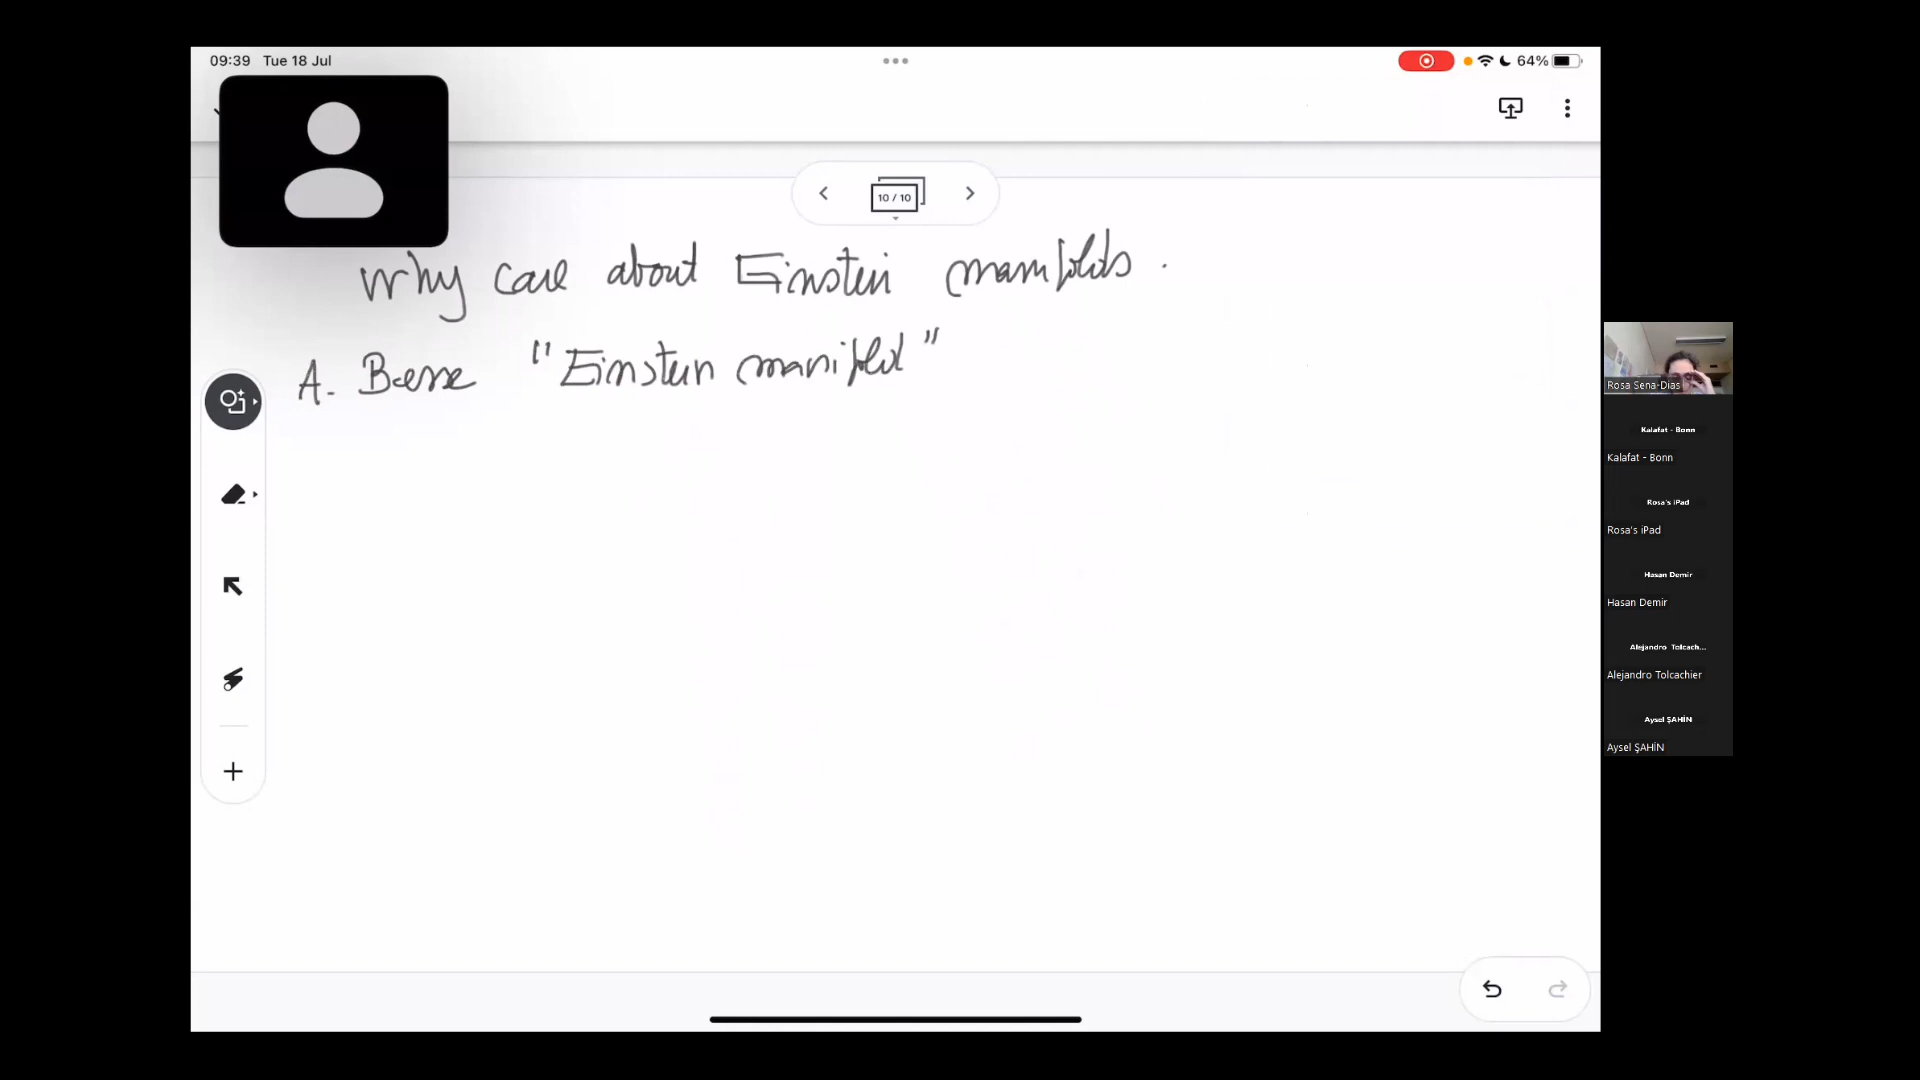 09:39 Tue 18 Jul
64%
10 / 10
Why care about Einstein manifolds.
A. Besse "Einstein manifold"
Rosa Sena-Dias
Kalafat - Bonn
Kalafat - Bonn
Rosa's iPad
Rosa's iPad
Hasan Demir
Hasan Demir
Alejandro Tolcach...
Alejandro Tolcachier
Aysel ŞAHİN
Aysel ŞAHİN